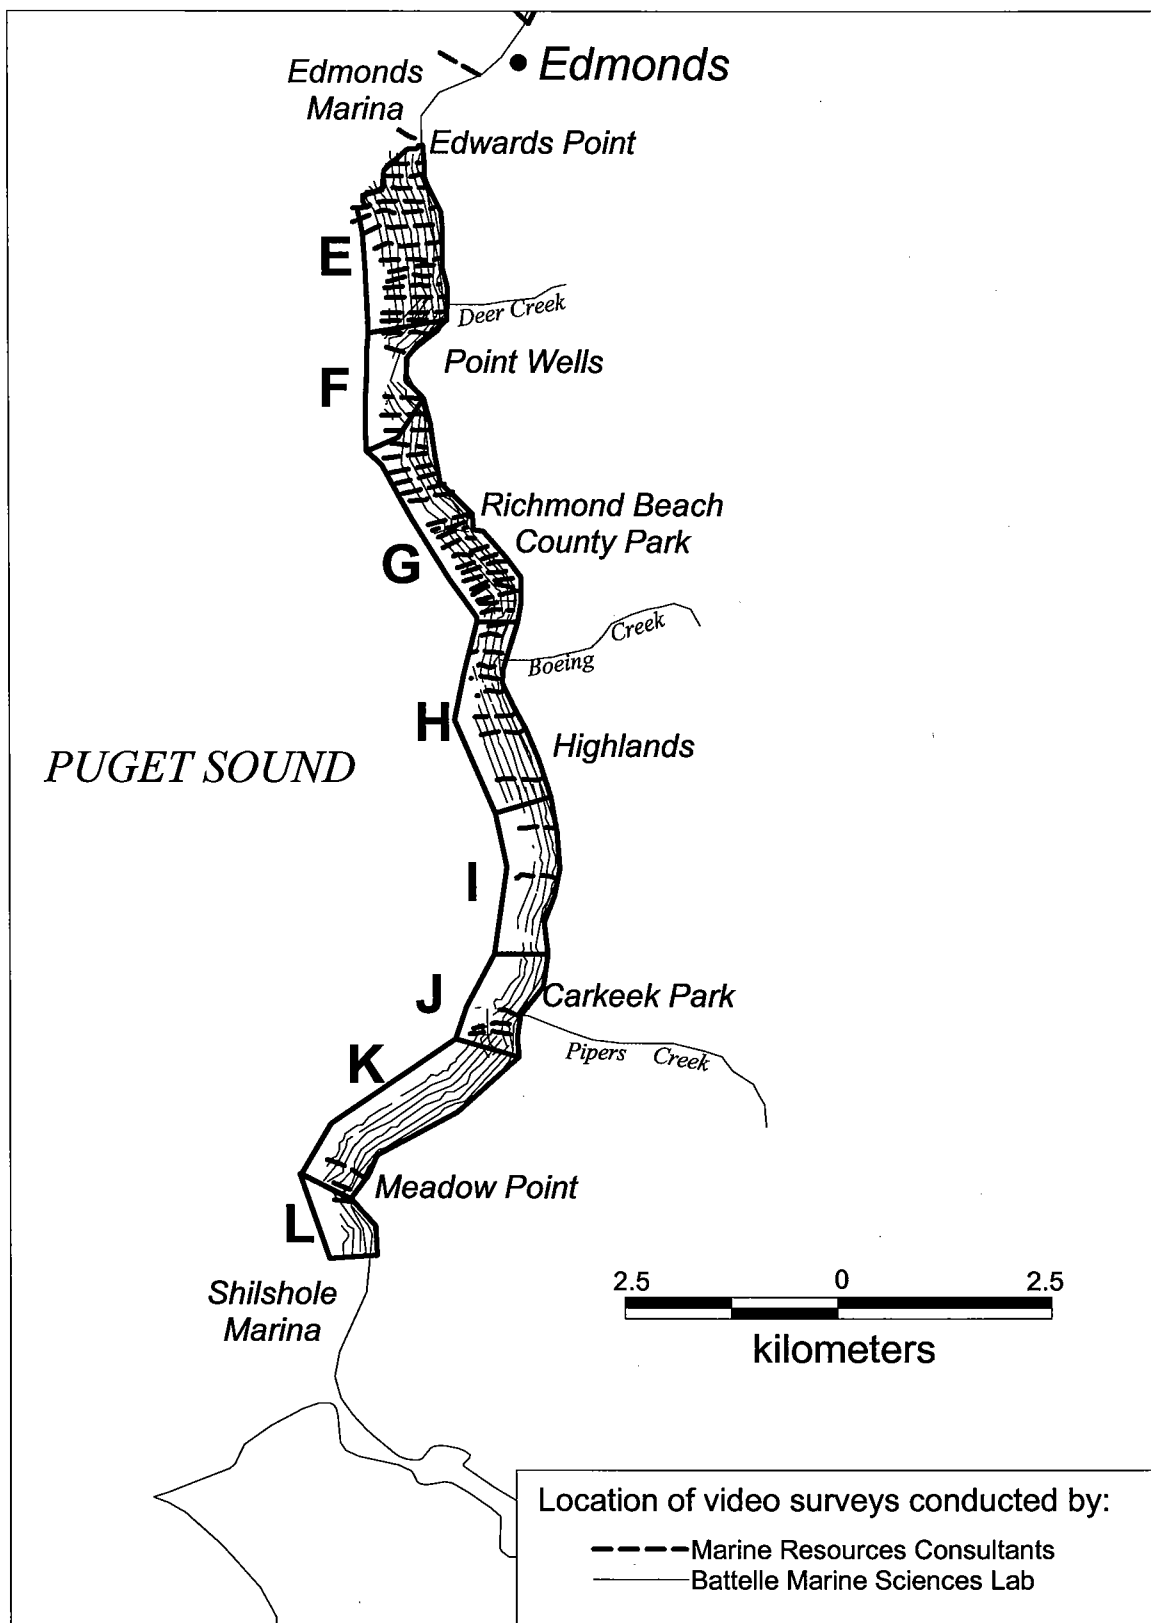 Edmonds
Edmonds
Marina
Edwards Point
E
Deer Creek
Point Wells
F
Richmond Beach
County Park
G
Boeing Creek
H
Highlands
PUGET SOUND
I
J
Carkeek Park
Pipers Creek
K
Meadow Point
L
Shilshole
Marina
2.5 0 2.5
kilometers
Location of video surveys conducted by:
Marine Resources Consultants
Battelle Marine Sciences Lab